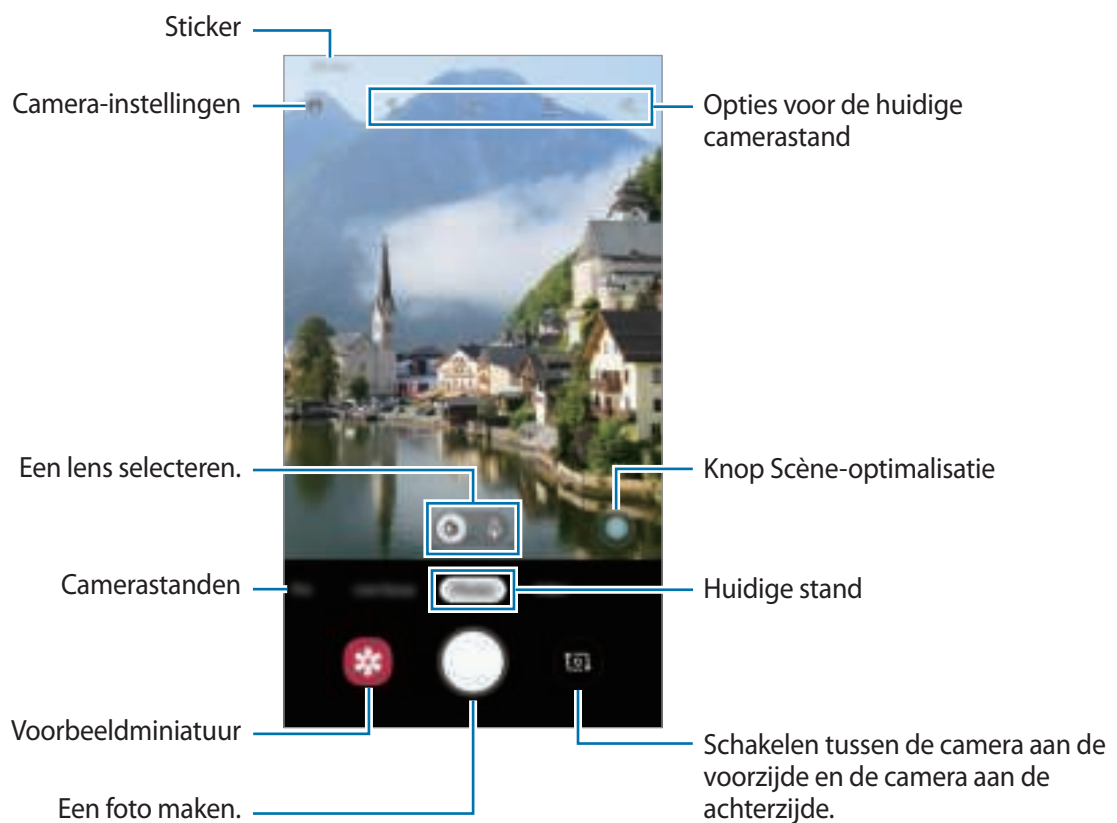 Sticker
Camera-instellingen
Opties voor de huidige
camerastand
Een lens selecteren.
Knop Scène-optimalisatie
Camerastanden
Huidige stand
Voorbeeldminiatuur
Schakelen tussen de camera aan de
voorzijde en de camera aan de
achterzijde.
Een foto maken.